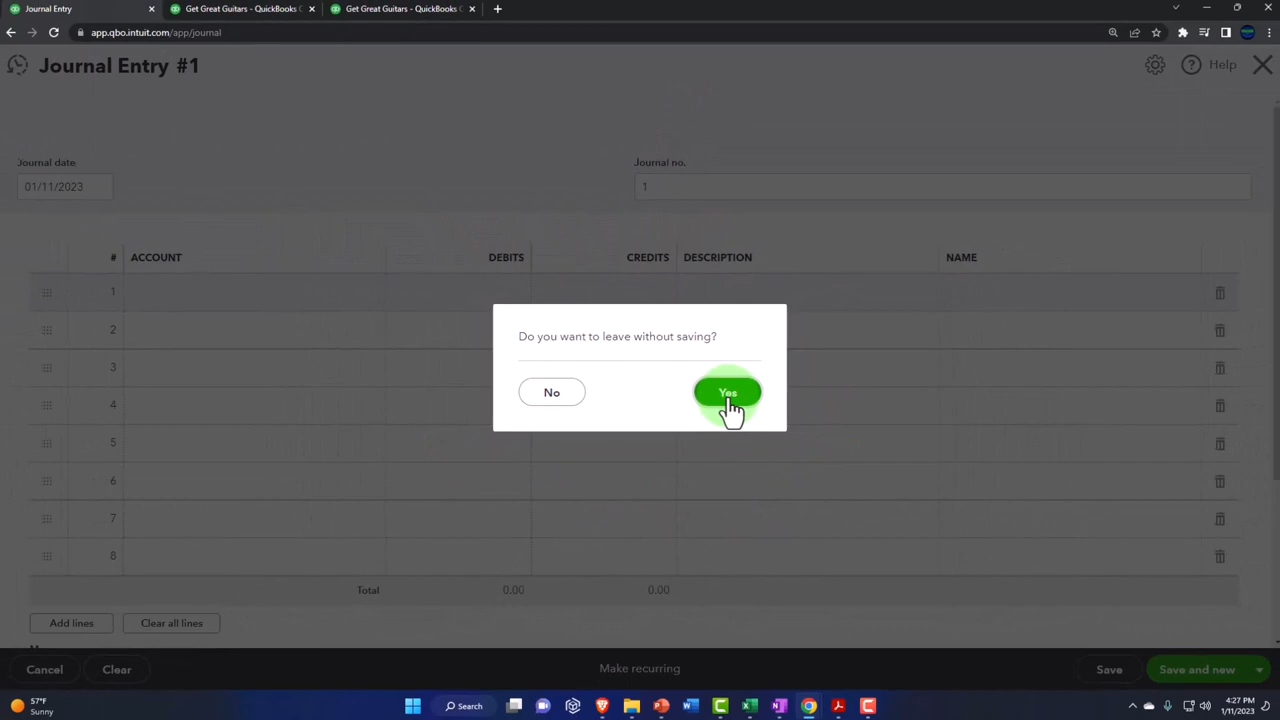 Journal Entry
Get Great Guitars - QuickBooks C
Get Great Guitars - QuickBooks C
app.qbo.intuit.com/app/journal
Journal Entry #1
Help
Journal date
Journal no.
01/11/2023
1
# ACCOUNT DEBITS CREDITS DESCRIPTION NAME
1
2
3
4
5
6
7
8
Do you want to leave without saving?
No Yes
Total 0.00 0.00
Add lines Clear all lines
Cancel Clear Make recurring Save Save and new
57°F
Sunny
Search
4:27 PM
1/11/2023